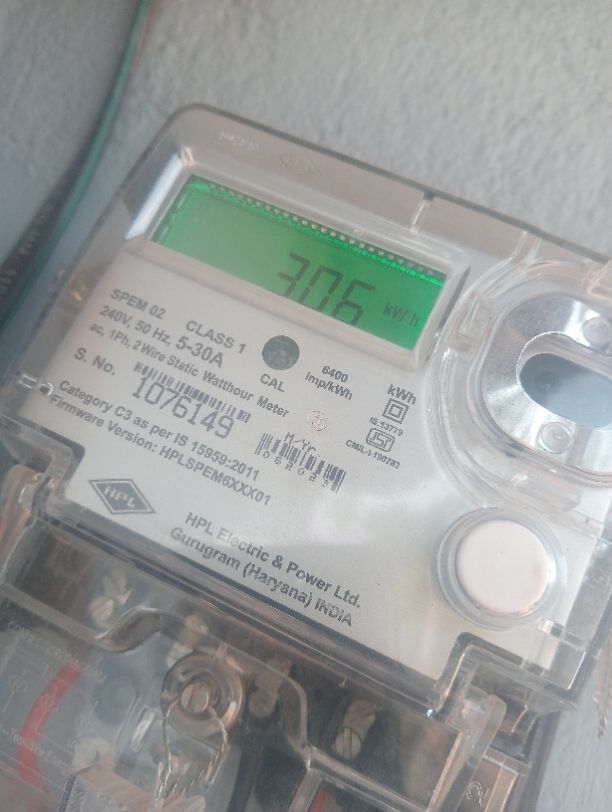 306 kWh
SPEM 02 CLASS 1
240V, 50 Hz, 5-30A
ac, 1Ph, 2Wire Static Watthour Meter
CAL
6400
imp/kWh
kWh
IS:13779
S. No.
1076149
M/Yr.
Category C3 as per IS 15959:2011
Firmware Version: HPLSPEM6XXX01
HPL
HPL Electric & Power Ltd.
Gurugram (Haryana) INDIA